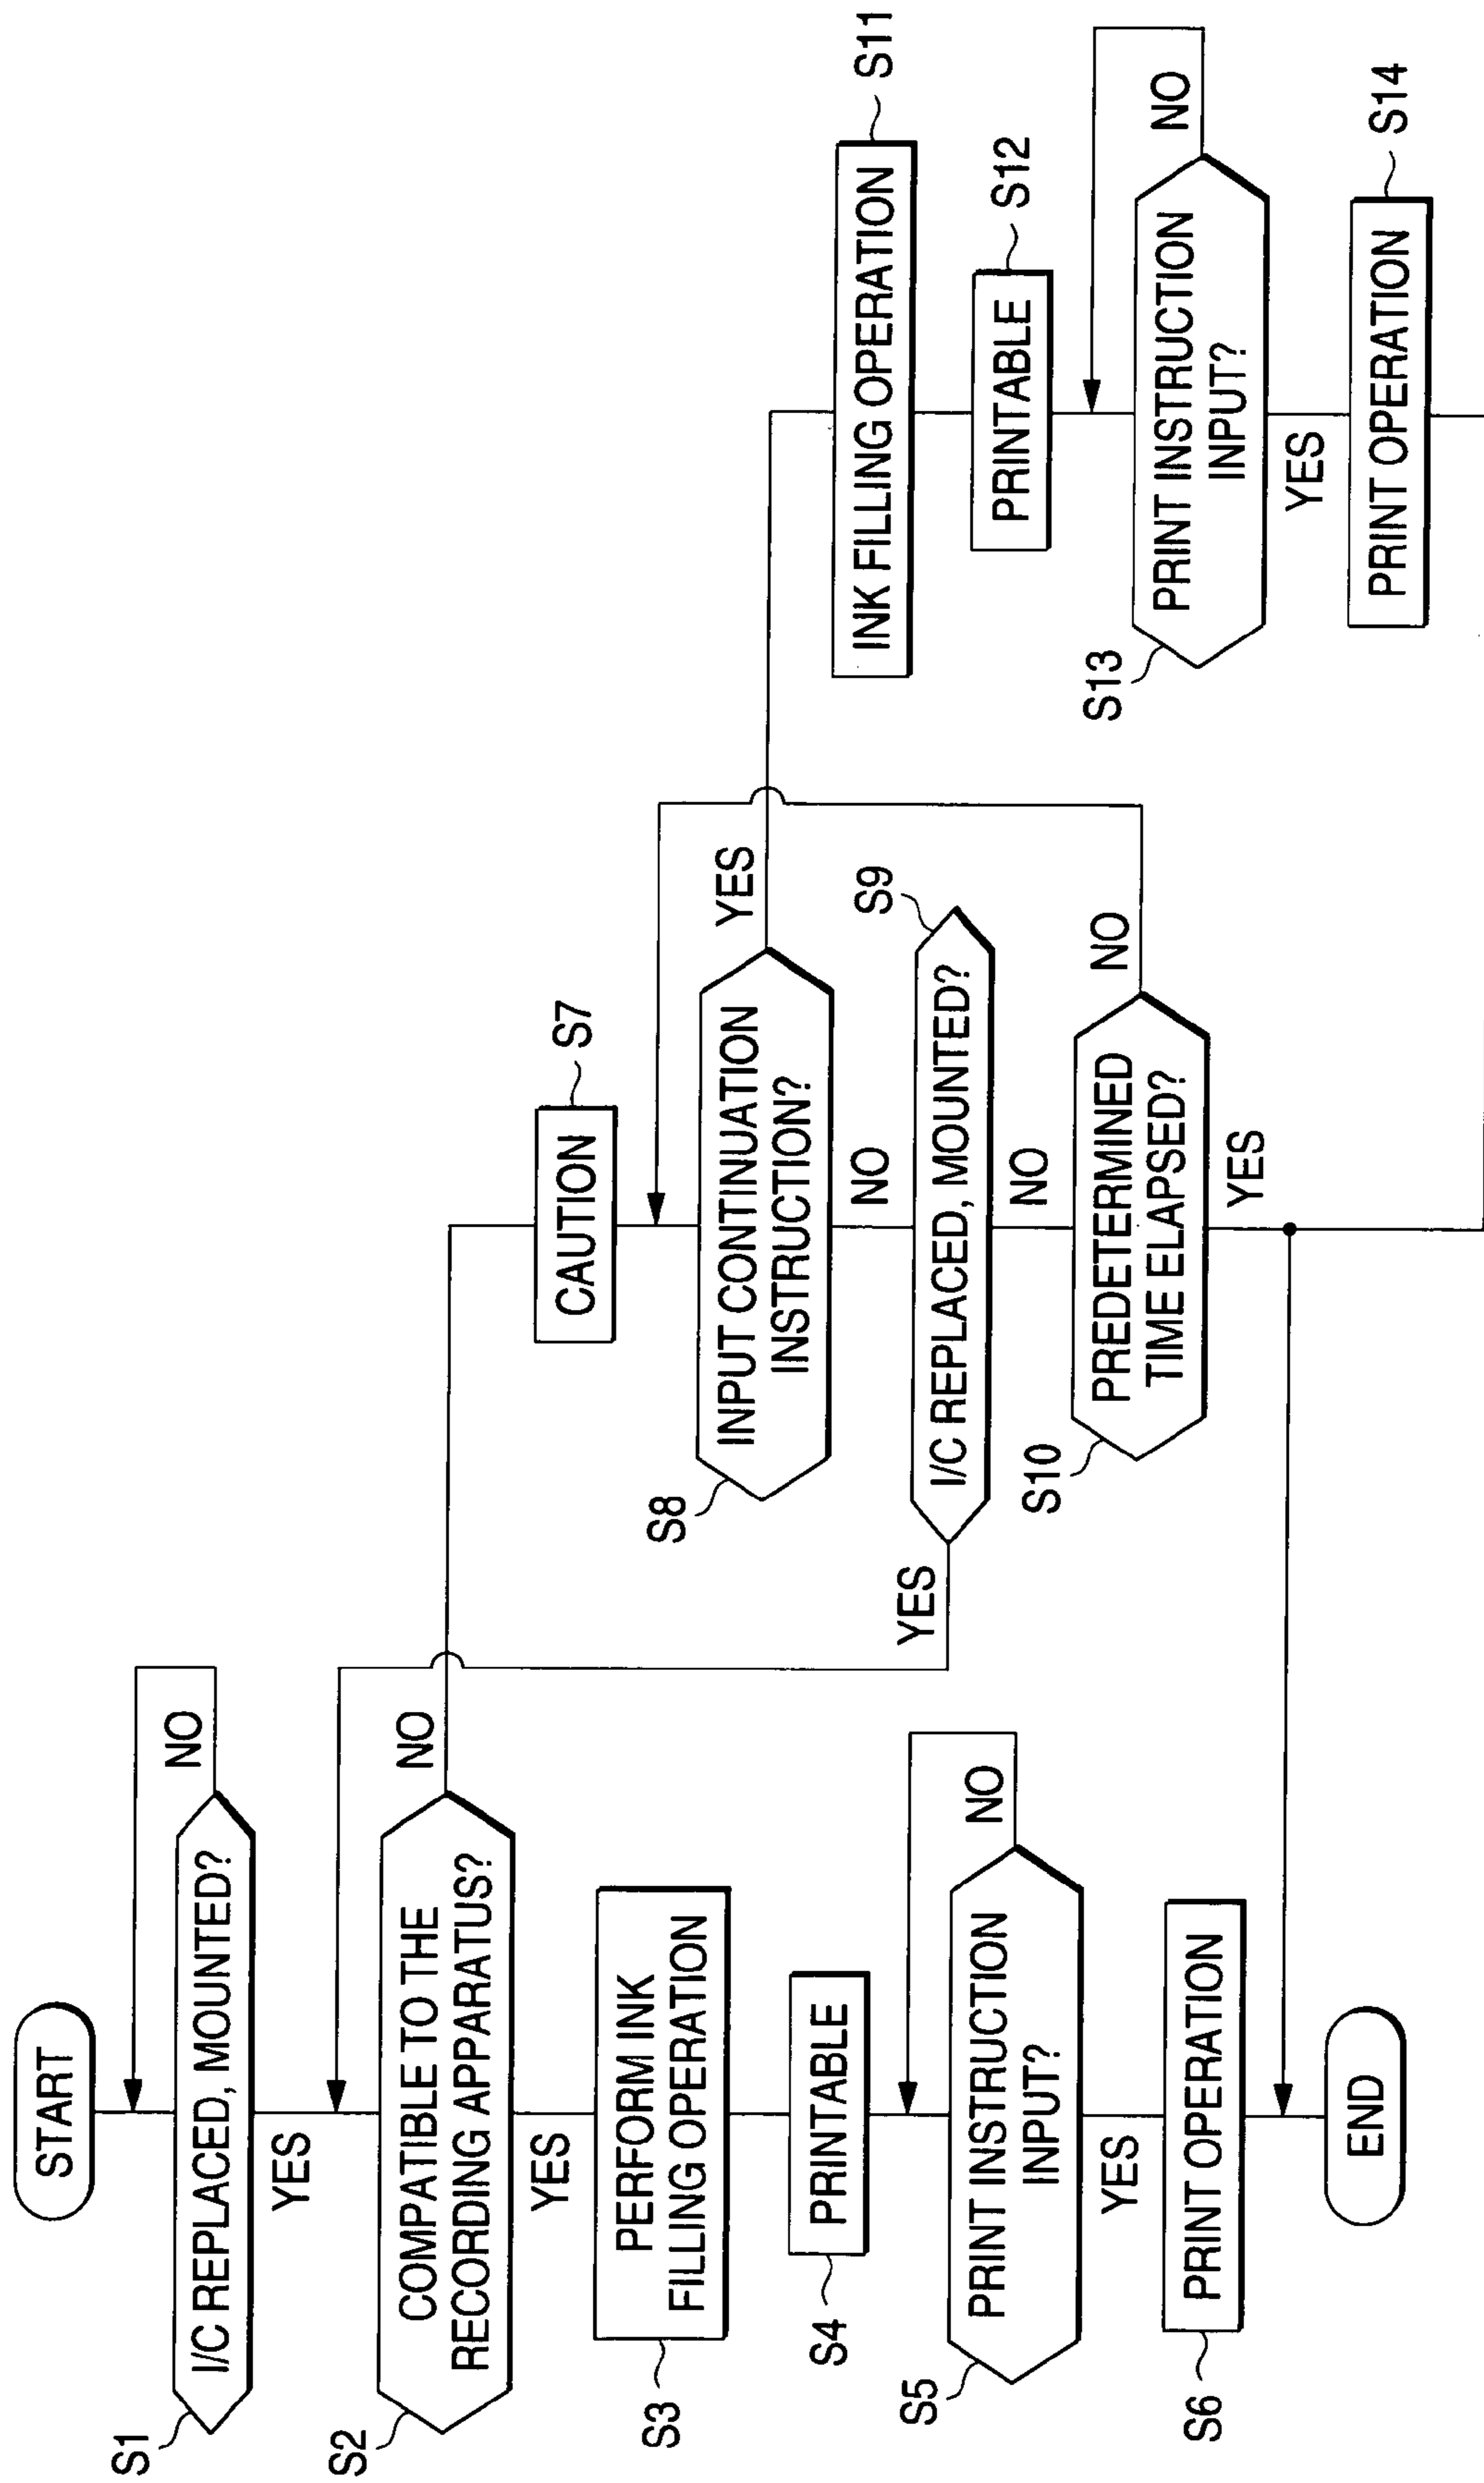 START
S1
I/C REPLACED, MOUNTED?
NO
YES
S2
COMPATIBLE TO THE
RECORDING APPARATUS?
NO
YES
S3
PERFORM INK
FILLING OPERATION
S4
PRINTABLE
S5
PRINT INSTRUCTION
INPUT?
NO
YES
S6
PRINT OPERATION
END
CAUTION
S7
S8
INPUT CONTINUATION
INSTRUCTION?
YES
NO
I/C REPLACED, MOUNTED?
S9
YES
NO
S10
PREDETERMINED
TIME ELAPSED?
NO
YES
INK FILLING OPERATION
S11
PRINTABLE
S12
S13
PRINT INSTRUCTION
INPUT?
NO
YES
PRINT OPERATION
S14